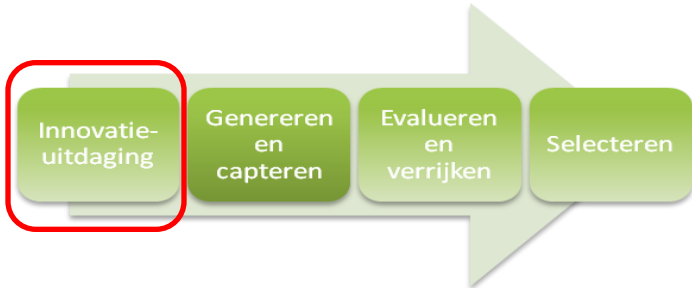 Innovatie-
uitdaging
Genereren
en
capteren
Evalueren
en
verrijken
Selecteren